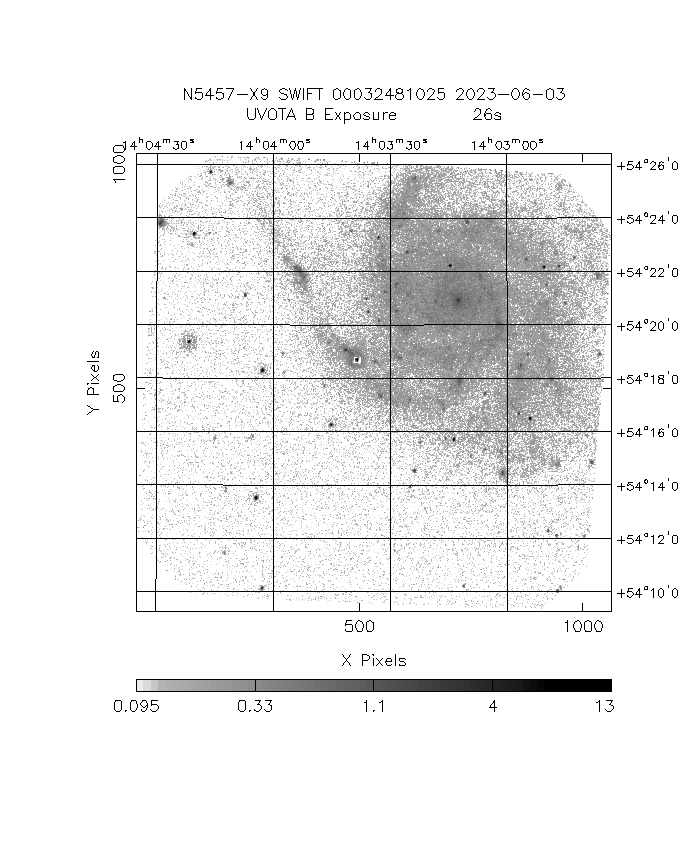 N5457-X9 SWIFT 00032481025 2023-06-03
UVOTA B Exposure 26s
14h04m30s 14h04m00s 14h03m30s 14h03m00s
1000
+54°26'0
+54°24'0
+54°22'0
+54°20'0
Y Pixels
500
+54°18'0
+54°16'0
+54°14'0
+54°12'0
+54°10'0
500 1000
X Pixels
0.095 0.33 1.1 4 13